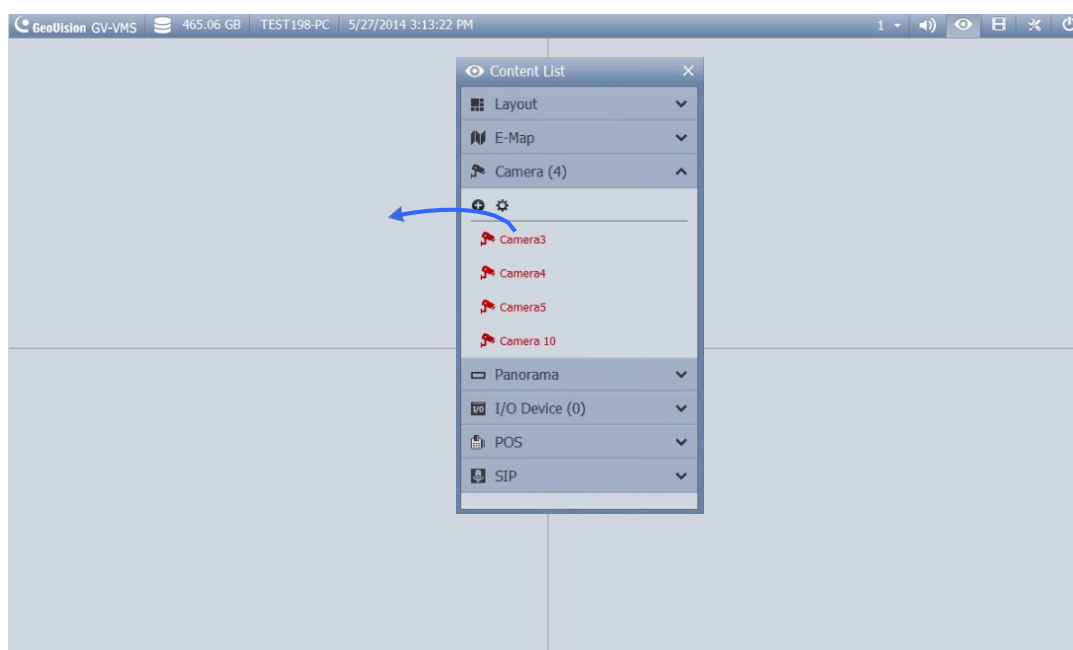 GeoVision GV-VMS 465.06 GB TEST198-PC 5/27/2014 3:13:22 PM 1
Content List
Layout
E-Map
Camera (4)
Camera3
Camera4
Camera5
Camera 10
Panorama
I/O I/O Device (0)
POS
SIP